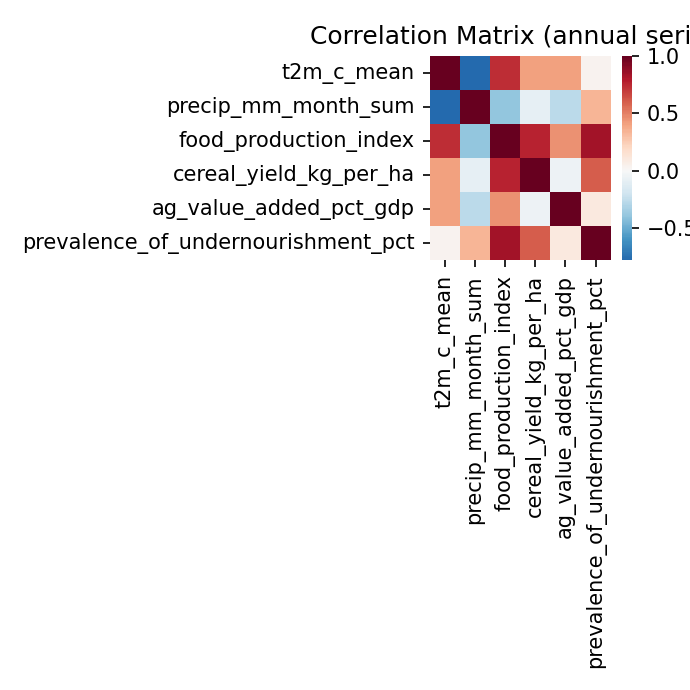 Correlation Matrix (annual seri
t2m_c_mean
precip_mm_month_sum
food_production_index
cereal_yield_kg_per_ha
ag_value_added_pct_gdp
prevalence_of_undernourishment_pct
1.0
0.5
0.0
−0.5
t2m_c_mean
precip_mm_month_sum
food_production_index
cereal_yield_kg_per_ha
ag_value_added_pct_gdp
prevalence_of_undernourishment_pct